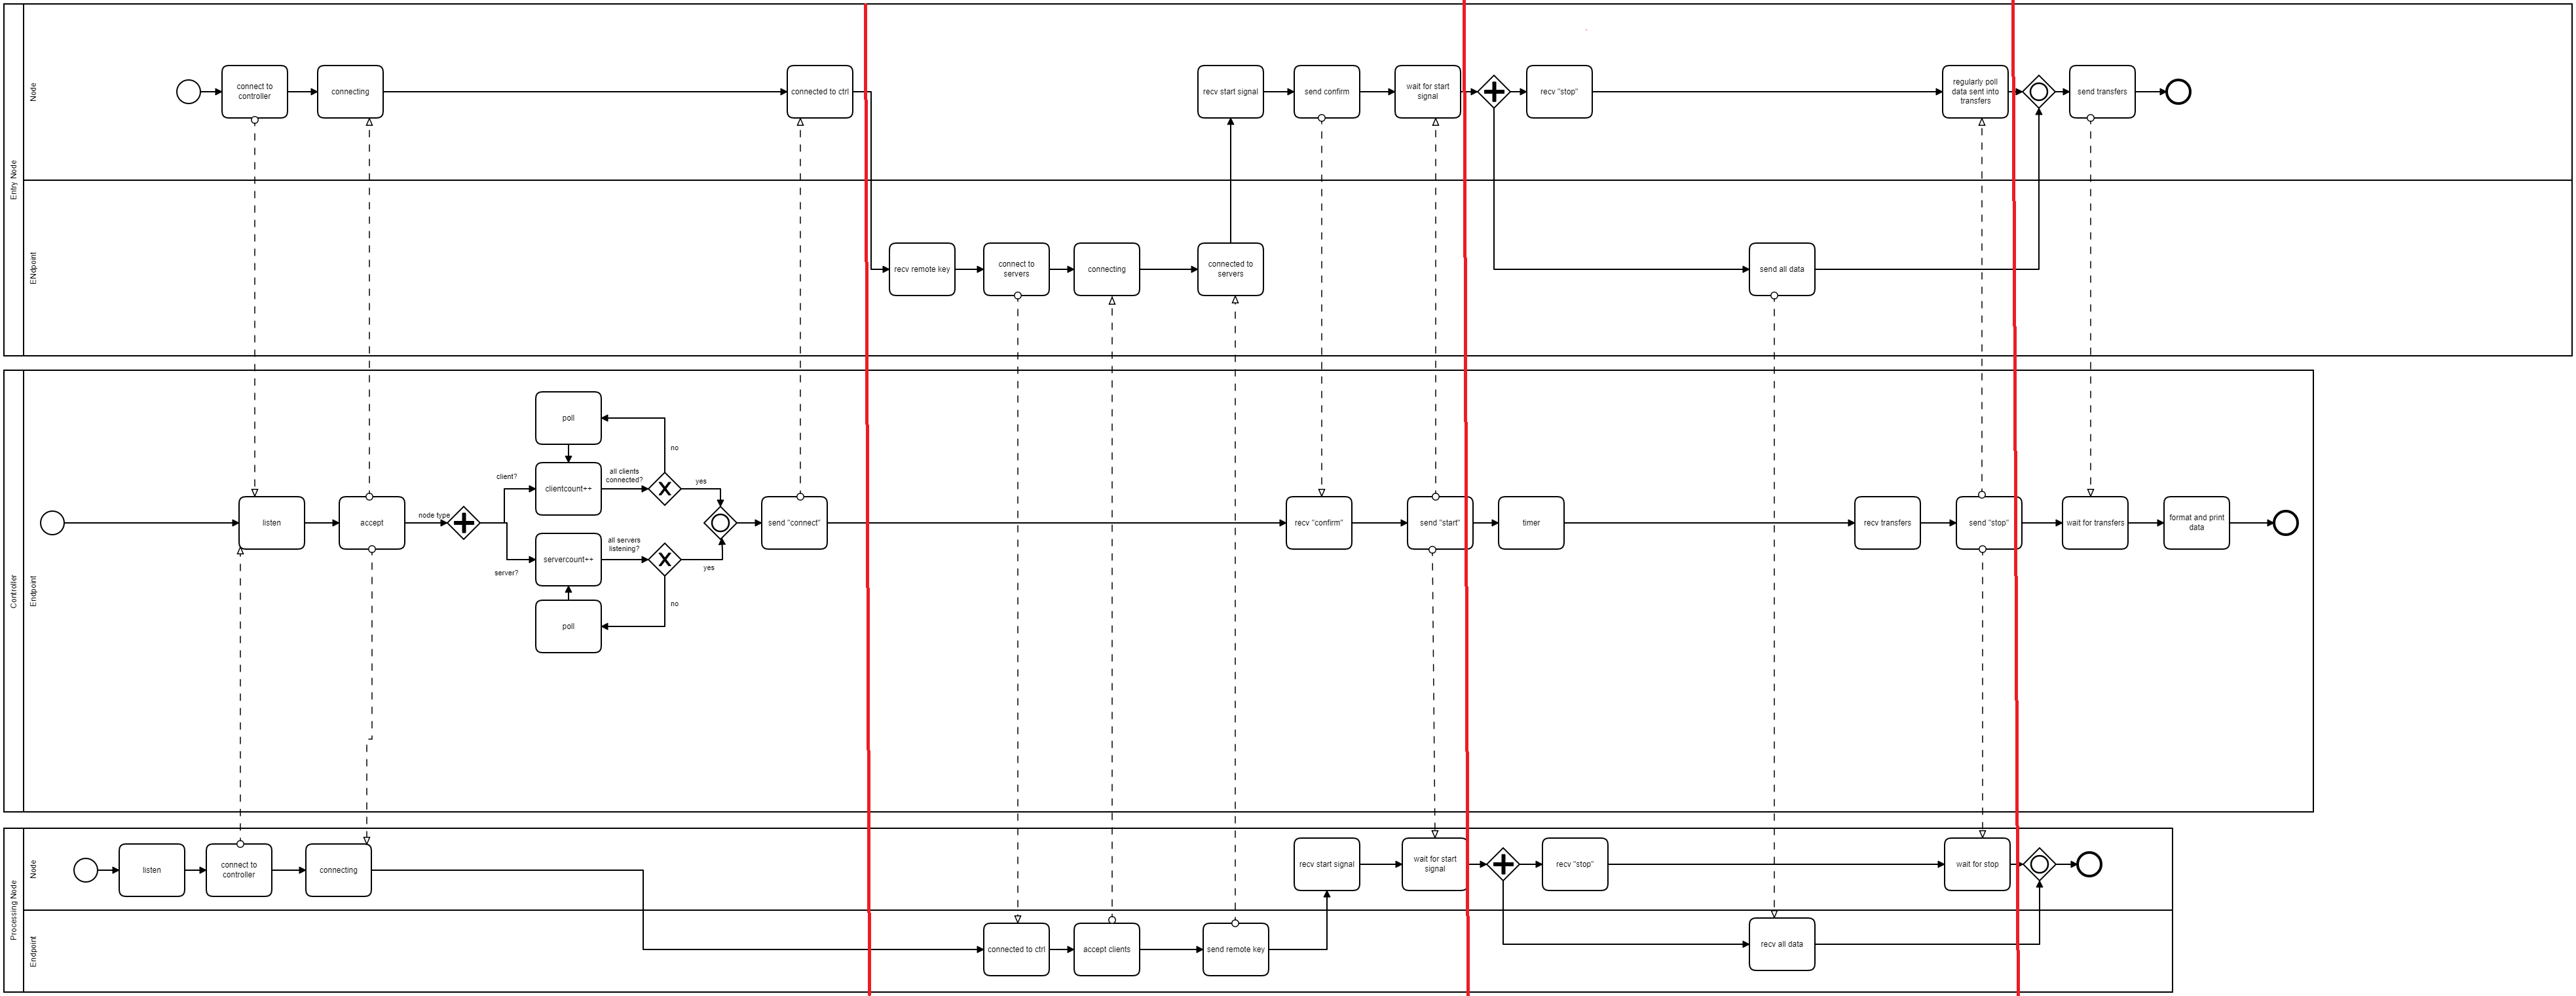 Entry Node
Node
connect to
controller
connecting
connected to ctrl
recv start signal
send confirm
wait for start
signal
recv "stop"
regularly poll
data sent into
transfers
send transfers
ENdpoint
recv remote key
connect to
servers
connecting
connected to
servers
send all data
Controller
Endpoint
listen
accept
node type
client?
server?
poll
clientcount++
all clients
connected?
no
yes
servercount++
all servers
listening?
yes
no
poll
send "connect"
recv "confirm"
send "start"
timer
recv transfers
send "stop"
wait for transfers
format and print
data
Processing Node
Node
listen
connect to
controller
connecting
recv start signal
wait for start
signal
recv "stop"
wait for stop
Endpoint
connected to ctrl
accept clients
send remote key
recv all data